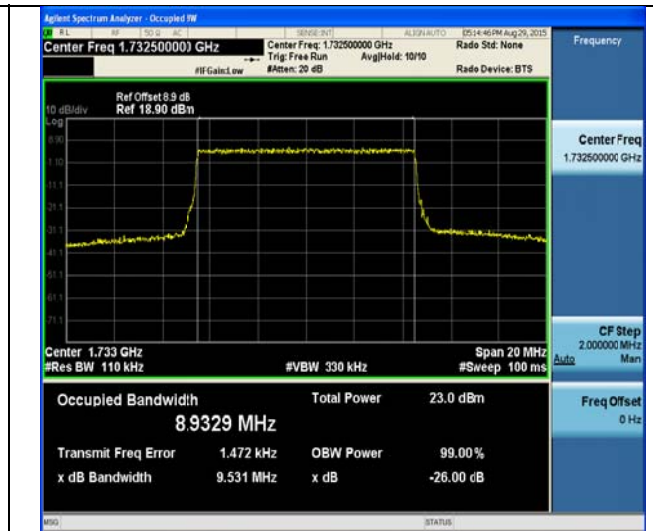 Agilent Spectrum Analyzer - Occupied BW
RL RF 50 Ω AC SENSE:INT ALIGN AUTO 05:14:46 PM Aug 29, 2015
Center Freq 1.732500000 GHz Center Freq: 1.732500000 GHz Radio Std: None Frequency
Trig: Free Run Avg|Hold: 10/10
#IFGain:Low #Atten: 20 dB Radio Device: BTS
Ref Offset 8.9 dB
10 dB/div Ref 18.90 dBm
Log
8.90
-1.10
-11.1
-21.1
-31.1
-41.1
-51.1
-61.1
-71.1
Center Freq
1.732500000 GHz
Center 1.733 GHz Span 20 MHz
#Res BW 110 kHz #VBW 330 kHz #Sweep 100 ms
CF Step
2.000000 MHz
Auto Man
Occupied Bandwidth Total Power 23.0 dBm
8.9329 MHz
Transmit Freq Error 1.472 kHz OBW Power 99.00 %
x dB Bandwidth 9.531 MHz x dB -26.00 dB
Freq Offset
0 Hz
MSG STATUS